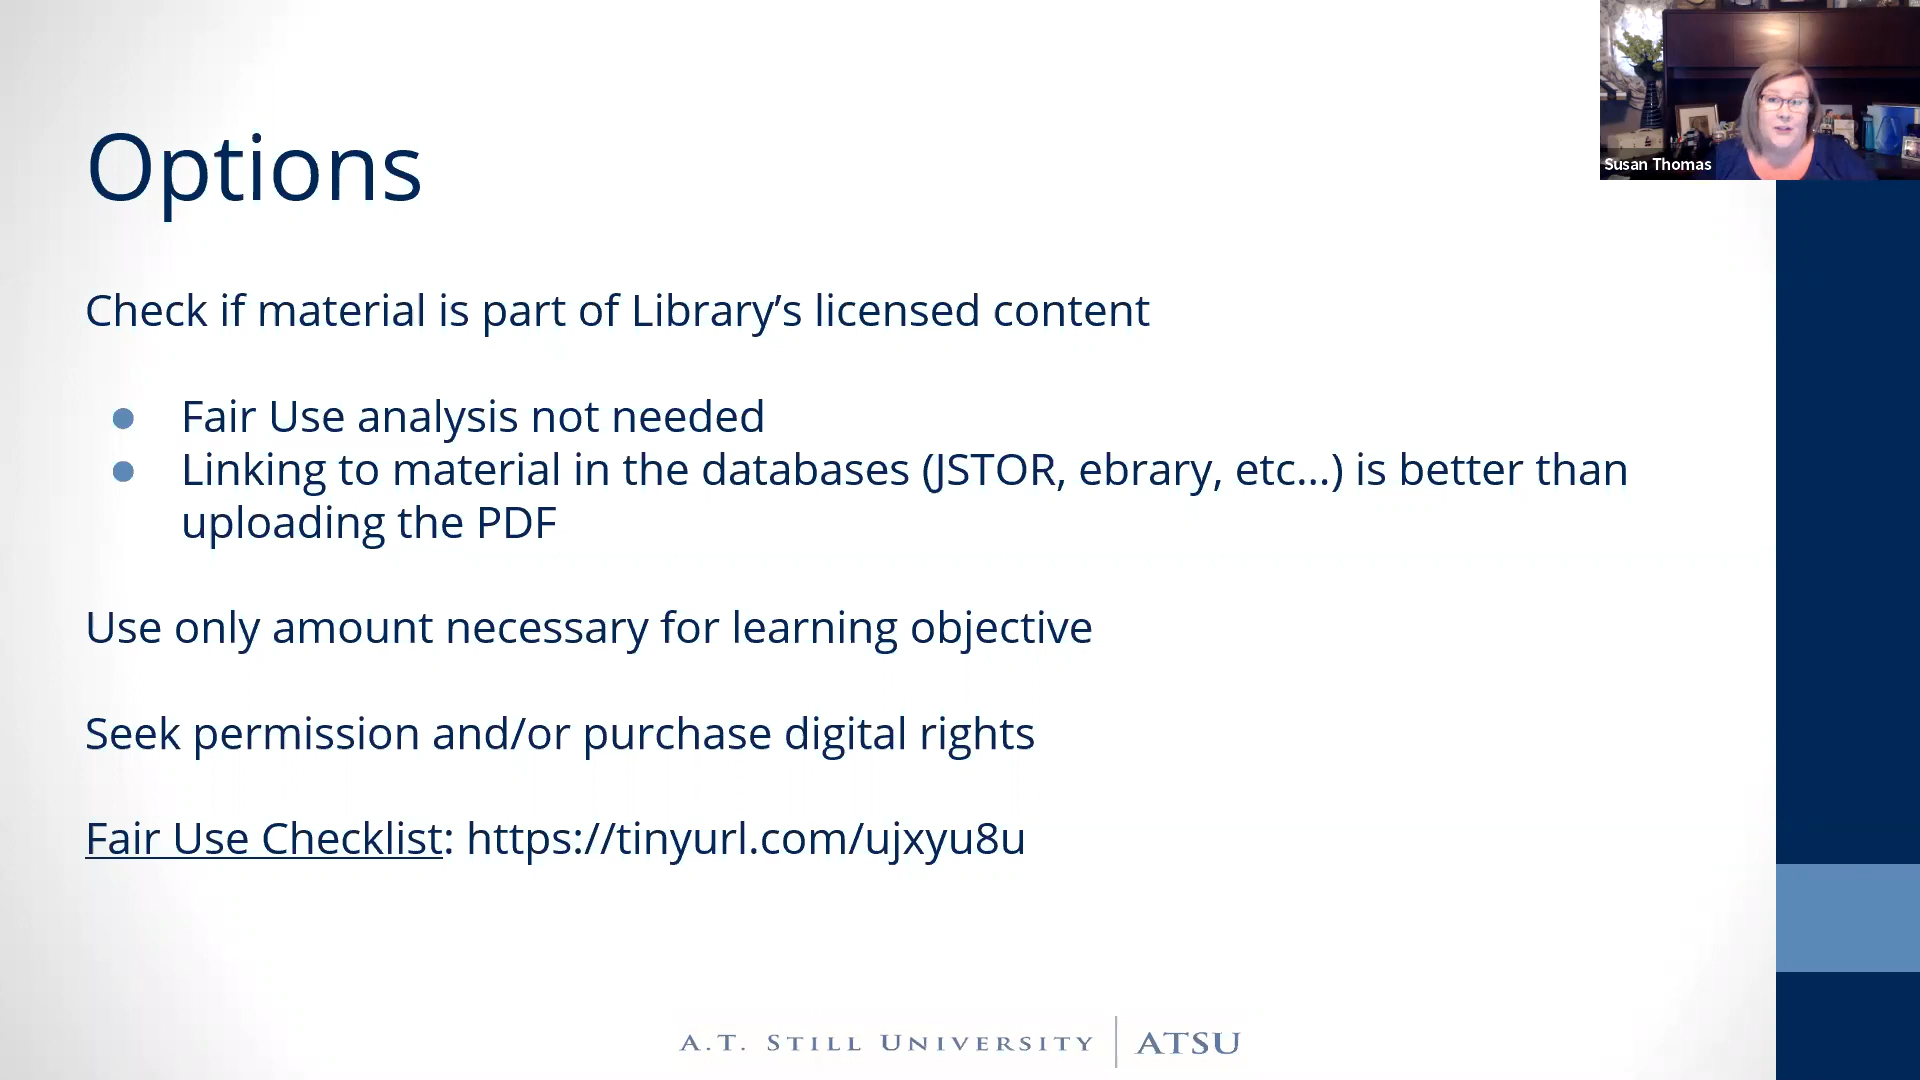 Susan Thomas
Options
Check if material is part of Library’s licensed content
● Fair Use analysis not needed
● Linking to material in the databases (JSTOR, ebrary, etc...) is better than
uploading the PDF
Use only amount necessary for learning objective
Seek permission and/or purchase digital rights
Fair Use Checklist: https://tinyurl.com/ujxyu8u
A.T. STILL UNIVERSITY | ATSU